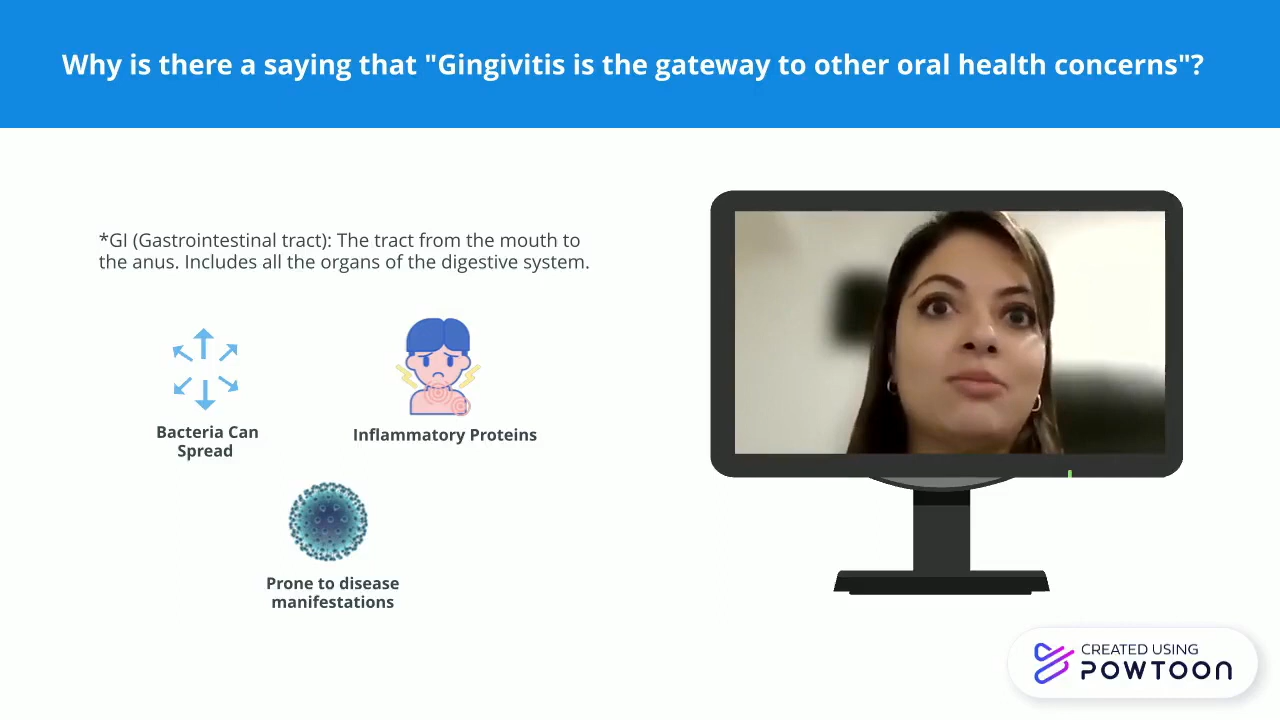 Why is there a saying that "Gingivitis is the gateway to other oral health concerns"?
*GI (Gastrointestinal tract): The tract from the mouth to
the anus. Includes all the organs of the digestive system.
Bacteria Can
Spread
Inflammatory Proteins
Prone to disease
manifestations
CREATED USING
POWTOON